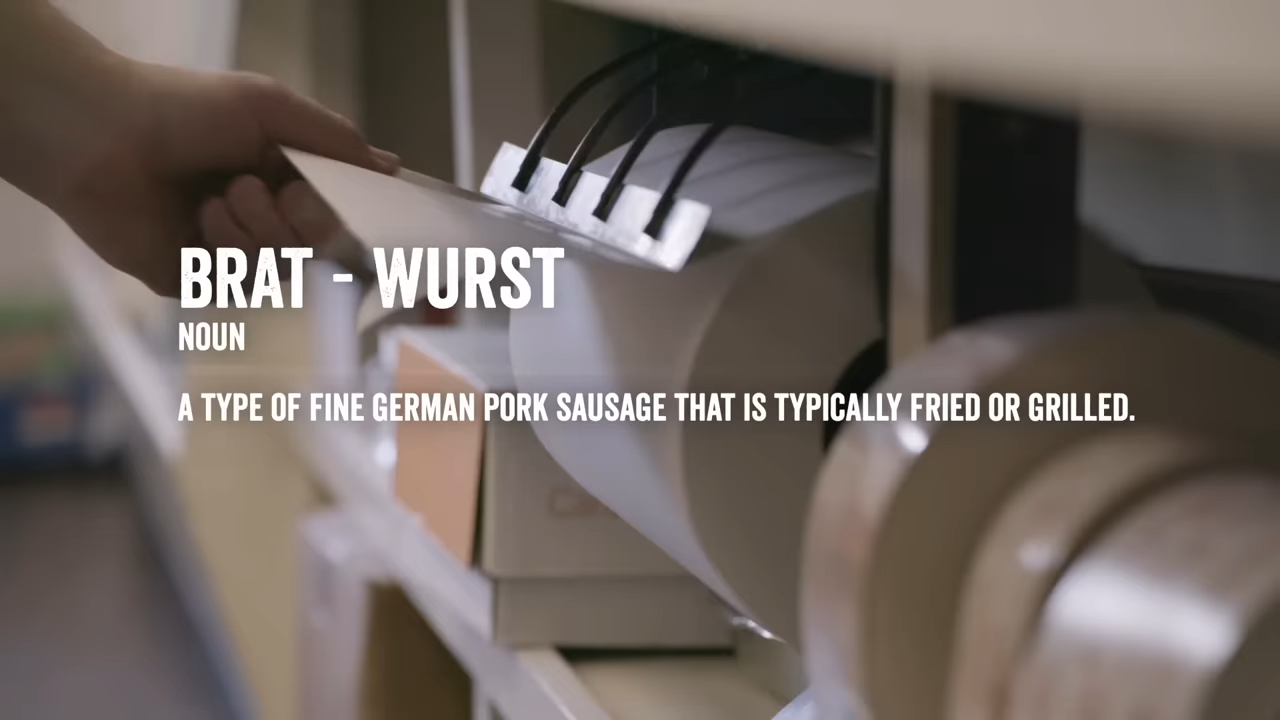 BRAT - WURST
NOUN
A TYPE OF FINE GERMAN PORK SAUSAGE THAT IS TYPICALLY FRIED OR GRILLED.